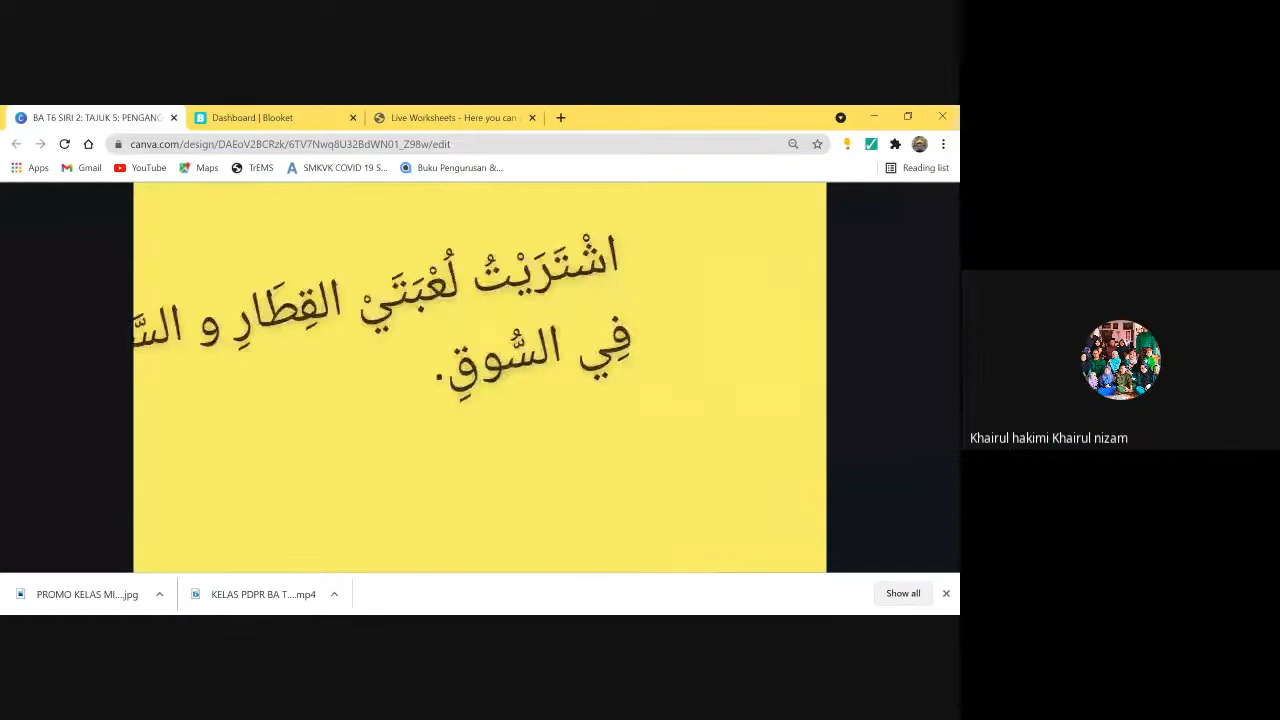 BA T6 SIRI 2: TAJUK 5: PENGANG
Dashboard | Blooket
Live Worksheets - Here you can
canva.com/design/DAEoV2BCRzk/6TV7Nwq8U32BdWN01_Z98w/edit
Apps Gmail YouTube Maps TrEMS SMKVK COVID 19 S... Buku Pengurusan &... Reading list
اشْتَرَيْتُ لُعْبَتَيْ القِطَارِ و السَّ
فِي السُّوقِ.
Khairul hakimi Khairul nizam
PROMO KELAS MI....jpg KELAS PDPR BA T....mp4 Show all